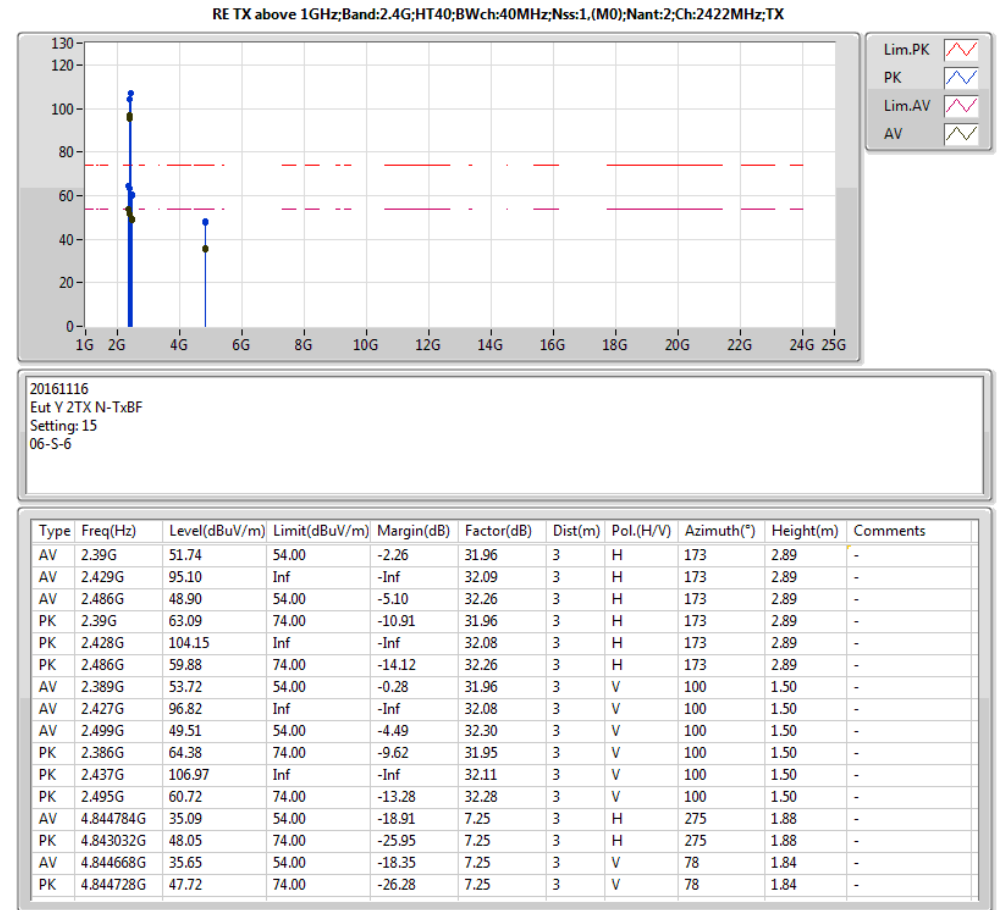 RE TX above 1GHz;Band:2.4G;HT40;BWch:40MHz;Nss:1,(M0);Nant:2;Ch:2422MHz;TX
130
120
100
80
60
40
20
0
1G 2G 4G 6G 8G 10G 12G 14G 16G 18G 20G 22G 24G 25G
Lim.PK
PK
Lim.AV
AV
20161116
Eut Y 2TX N-TxBF
Setting: 15
06-S-6
Type Freq(Hz) Level(dBuV/m) Limit(dBuV/m) Margin(dB) Factor(dB) Dist(m) Pol.(H/V) Azimuth(°) Height(m) Comments
AV 2.39G 51.74 54.00 -2.26 31.96 3 H 173 2.89 -
AV 2.429G 95.10 Inf -Inf 32.09 3 H 173 2.89 -
AV 2.486G 48.90 54.00 -5.10 32.26 3 H 173 2.89 -
PK 2.39G 63.09 74.00 -10.91 31.96 3 H 173 2.89 -
PK 2.428G 104.15 Inf -Inf 32.08 3 H 173 2.89 -
PK 2.486G 59.88 74.00 -14.12 32.26 3 H 173 2.89 -
AV 2.389G 53.72 54.00 -0.28 31.96 3 V 100 1.50 -
AV 2.427G 96.82 Inf -Inf 32.08 3 V 100 1.50 -
AV 2.499G 49.51 54.00 -4.49 32.30 3 V 100 1.50 -
PK 2.386G 64.38 74.00 -9.62 31.95 3 V 100 1.50 -
PK 2.437G 106.97 Inf -Inf 32.11 3 V 100 1.50 -
PK 2.495G 60.72 74.00 -13.28 32.28 3 V 100 1.50 -
AV 4.844784G 35.09 54.00 -18.91 7.25 3 H 275 1.88 -
PK 4.843032G 48.05 74.00 -25.95 7.25 3 H 275 1.88 -
AV 4.844668G 35.65 54.00 -18.35 7.25 3 V 78 1.84 -
PK 4.844728G 47.72 74.00 -26.28 7.25 3 V 78 1.84 -